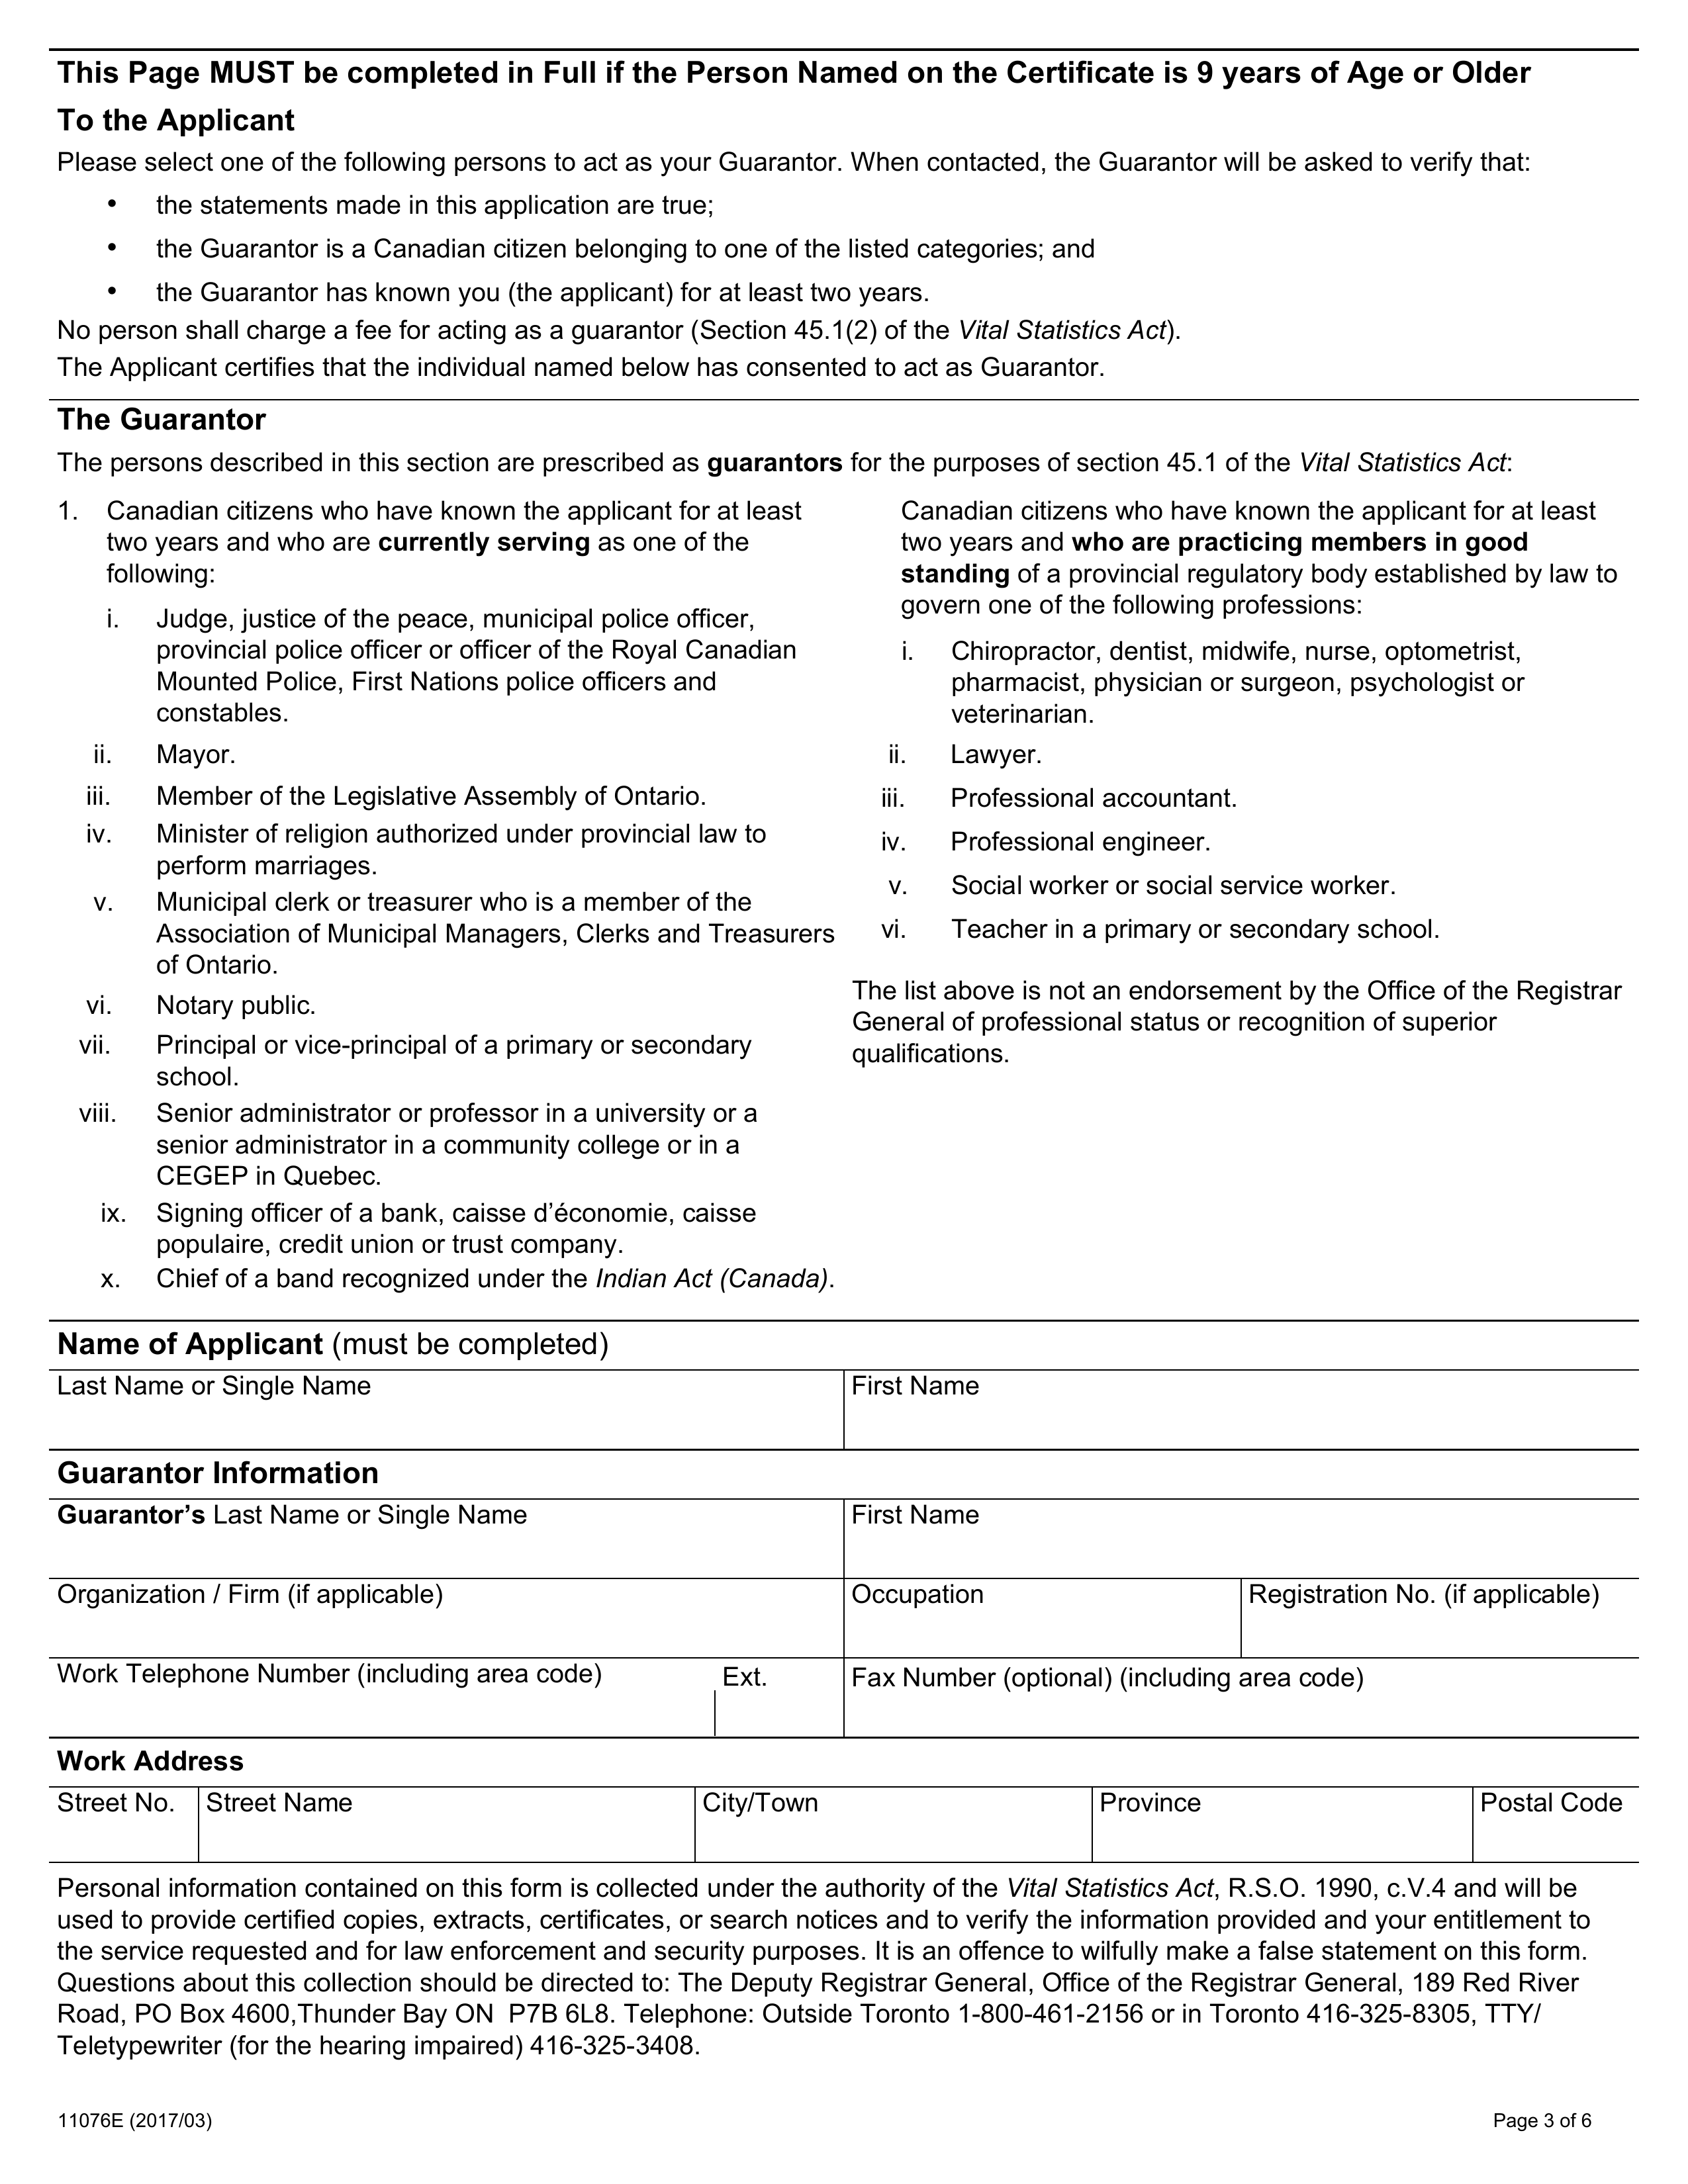 This Page MUST be completed in Full if the Person Named on the Certificate is 9 years of Age or Older
To the Applicant
Please select one of the following persons to act as your Guarantor. When contacted, the Guarantor will be asked to verify that:
• the statements made in this application are true;
• the Guarantor is a Canadian citizen belonging to one of the listed categories; and
• the Guarantor has known you (the applicant) for at least two years.
No person shall charge a fee for acting as a guarantor (Section 45.1(2) of the Vital Statistics Act).
The Applicant certifies that the individual named below has consented to act as Guarantor.
The Guarantor
The persons described in this section are prescribed as guarantors for the purposes of section 45.1 of the Vital Statistics Act:
1. Canadian citizens who have known the applicant for at least
two years and who are currently serving as one of the
following:
i. Judge, justice of the peace, municipal police officer,
provincial police officer or officer of the Royal Canadian
Mounted Police, First Nations police officers and
constables.
ii. Mayor.
iii. Member of the Legislative Assembly of Ontario.
iv. Minister of religion authorized under provincial law to
perform marriages.
v. Municipal clerk or treasurer who is a member of the
Association of Municipal Managers, Clerks and Treasurers
of Ontario.
vi. Notary public.
vii. Principal or vice-principal of a primary or secondary
school.
viii. Senior administrator or professor in a university or a
senior administrator in a community college or in a
CEGEP in Quebec.
ix. Signing officer of a bank, caisse d’économie, caisse
populaire, credit union or trust company.
x. Chief of a band recognized under the Indian Act (Canada).
Canadian citizens who have known the applicant for at least
two years and who are practicing members in good
standing of a provincial regulatory body established by law to
govern one of the following professions:
i. Chiropractor, dentist, midwife, nurse, optometrist,
pharmacist, physician or surgeon, psychologist or
veterinarian.
ii. Lawyer.
iii. Professional accountant.
iv. Professional engineer.
v. Social worker or social service worker.
vi. Teacher in a primary or secondary school.
The list above is not an endorsement by the Office of the Registrar
General of professional status or recognition of superior
qualifications.
Name of Applicant (must be completed)
Last Name or Single Name
First Name
Guarantor Information
Guarantor’s Last Name or Single Name
First Name
Organization / Firm (if applicable)
Occupation
Registration No. (if applicable)
Work Telephone Number (including area code)
Ext.
Fax Number (optional) (including area code)
Work Address
Street No.
Street Name
City/Town
Province
Postal Code
Personal information contained on this form is collected under the authority of the Vital Statistics Act, R.S.O. 1990, c.V.4 and will be
used to provide certified copies, extracts, certificates, or search notices and to verify the information provided and your entitlement to
the service requested and for law enforcement and security purposes. It is an offence to wilfully make a false statement on this form.
Questions about this collection should be directed to: The Deputy Registrar General, Office of the Registrar General, 189 Red River
Road, PO Box 4600,Thunder Bay ON  P7B 6L8. Telephone: Outside Toronto 1-800-461-2156 or in Toronto 416-325-8305, TTY/
Teletypewriter (for the hearing impaired) 416-325-3408.
11076E (2017/03)
Page 3 of 6